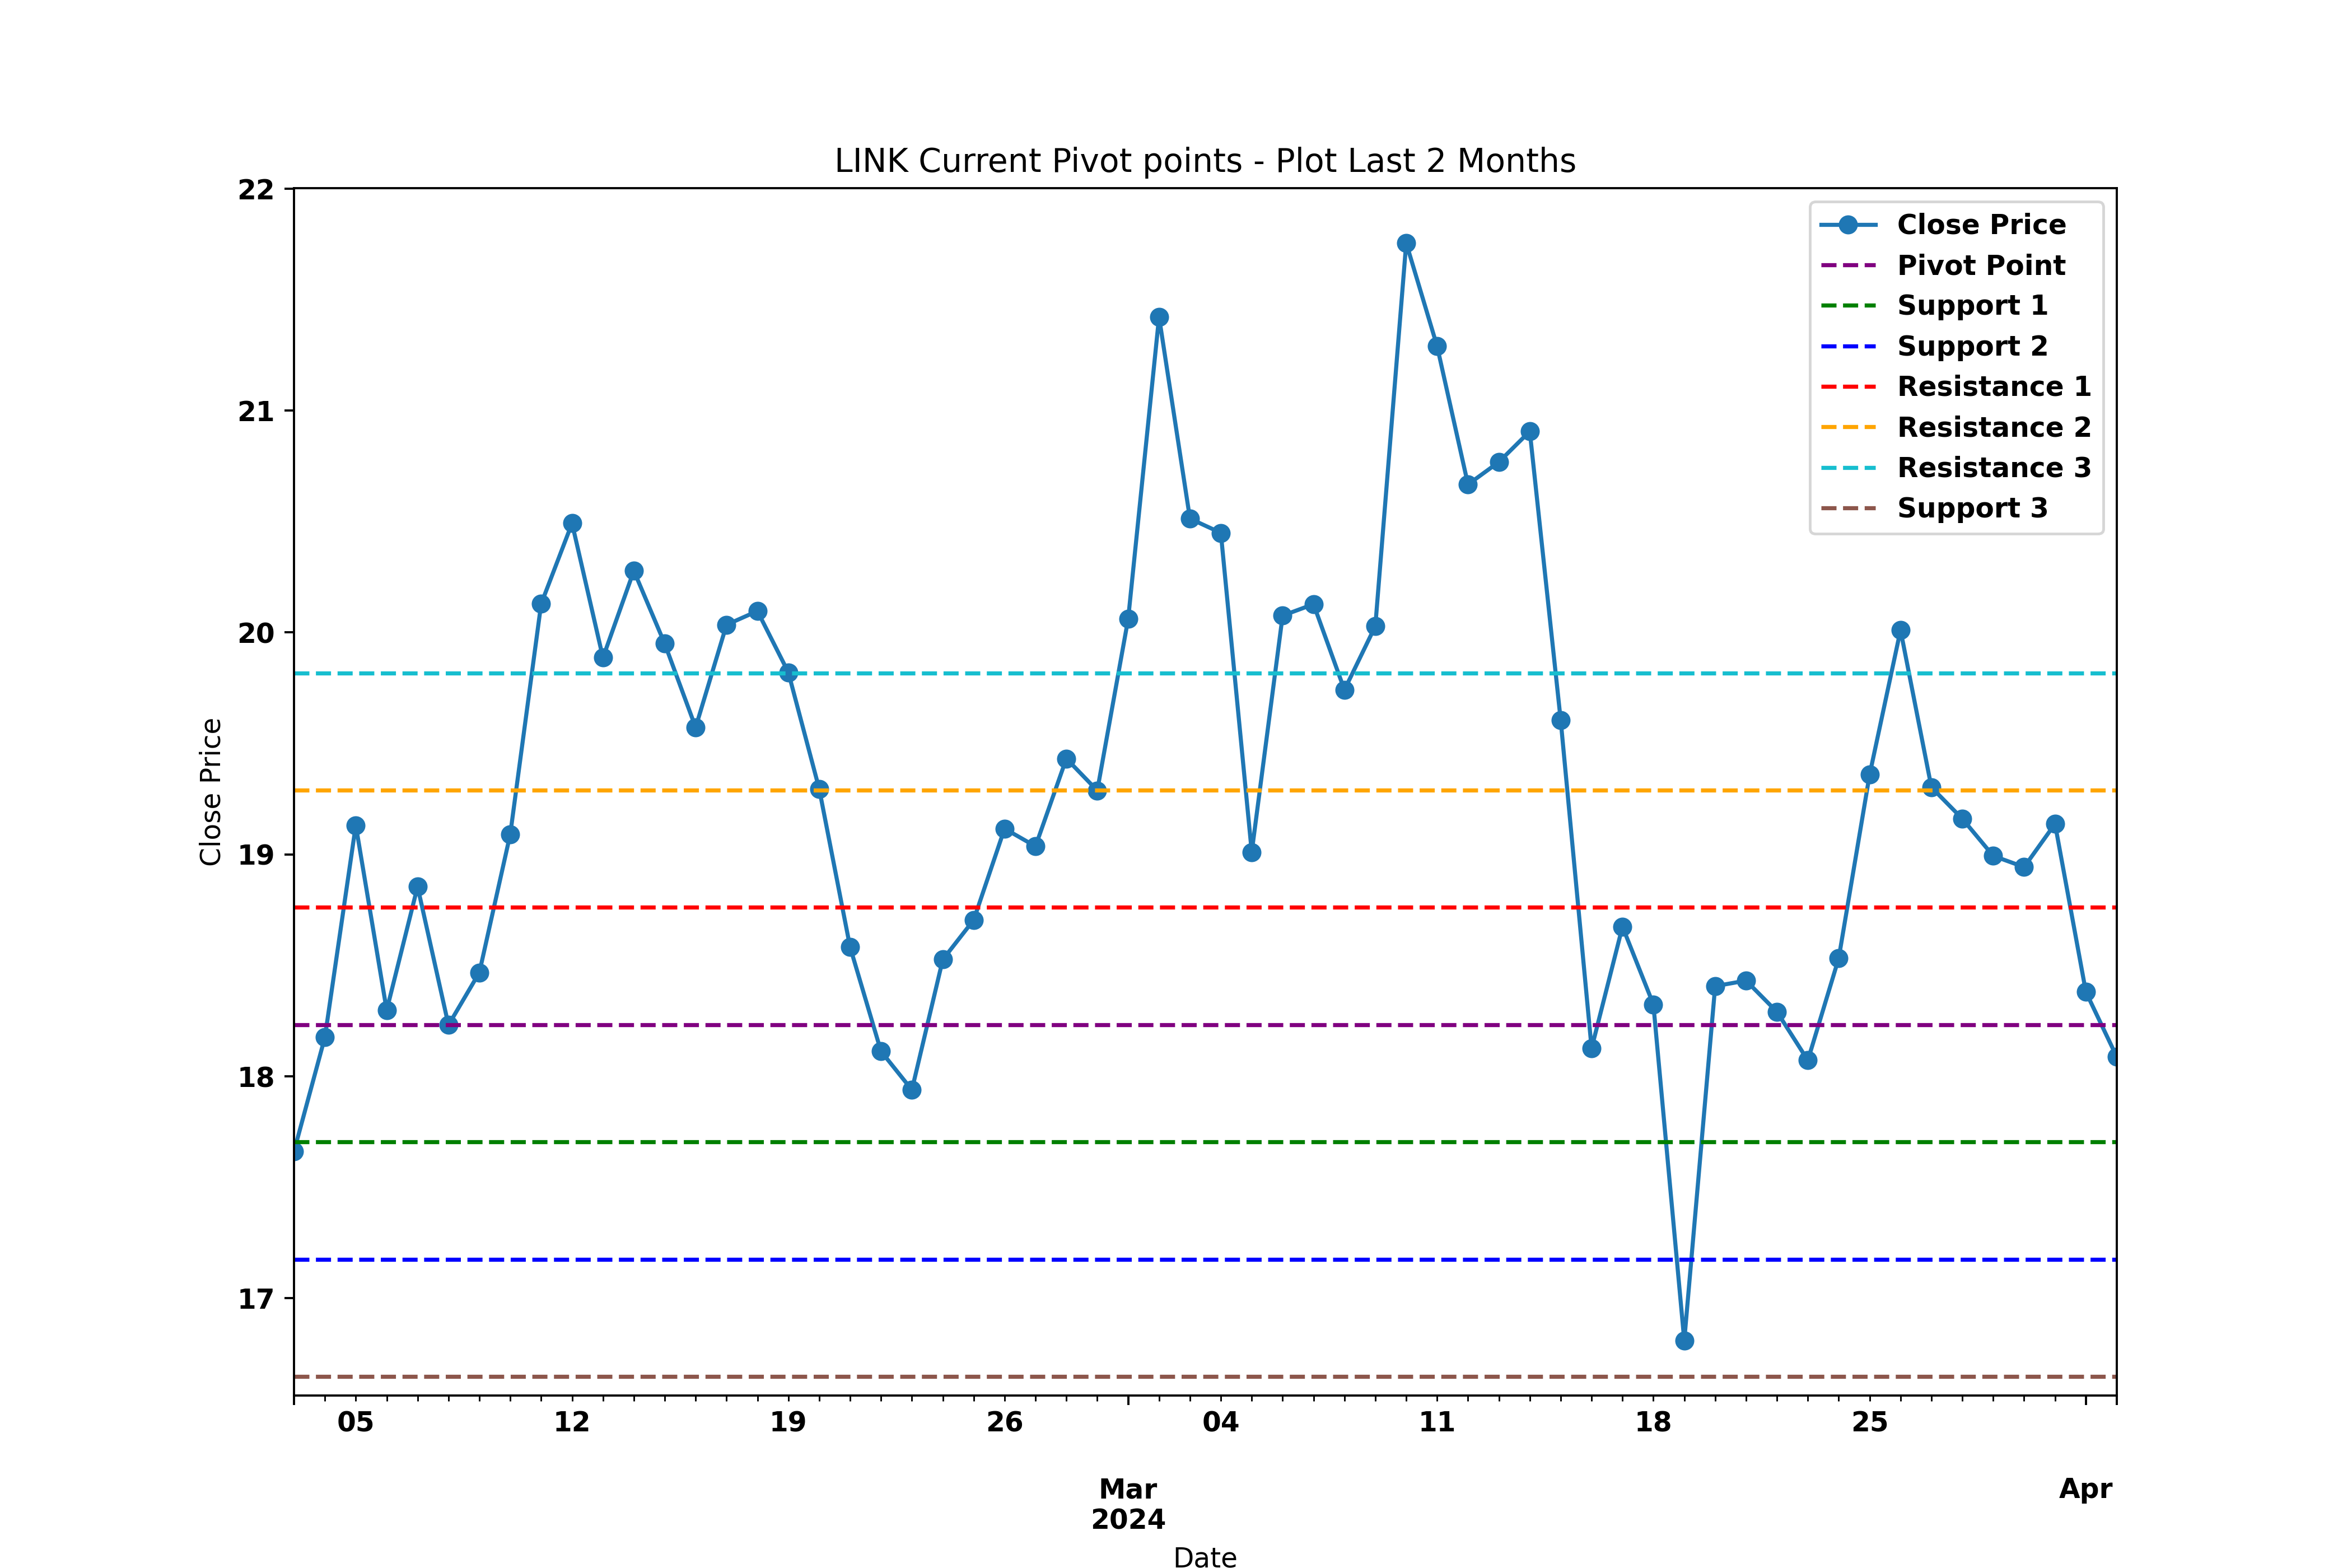 LINK Current Pivot points - Plot Last 2 Months
22
21
20
19
18
17
Close Price
Close Price
Pivot Point
Support 1
Support 2
Resistance 1
Resistance 2
Resistance 3
Support 3
05 12 19 26 04 11 18 25
Mar Apr
2024
Date